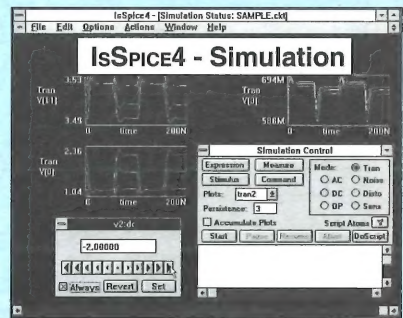 IsSpice4 - [Simulation Status: SAMPLE.ckt]
File Edit Options Actions Window Help
IsSpice4 - Simulation
3.53
Tran
V[11]
3.49
0 time 200N
694M
Tran
V[3]
586M
0 time 200N
2.36
Tran
V[8]
1.04
0 time 200N
Simulation Control
Expression Measure
Stimulus Command
Plots: tran2
Persistence: 3
Accumulate Plots
Mode: Tran
AC Noise
DC Disto
OP Sens
Script Atoms
Start Pause Resume Abort DoScript
v2:dc
-2.00000
Always Revert Set